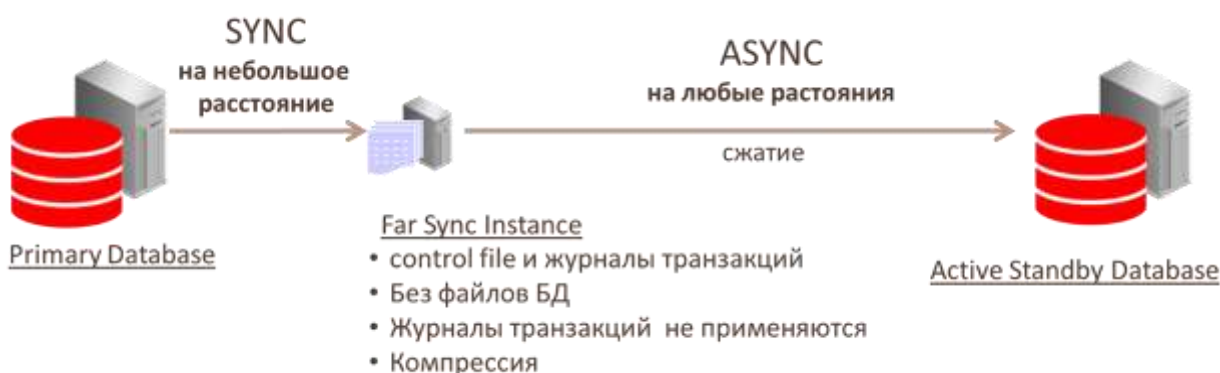 SYNC
на небольшое
расстояние
ASYNC
на любые растояния
сжатие
Primary Database
Far Sync Instance
• control file и журналы транзакций
• Без файлов БД
• Журналы транзакций не применяются
• Компрессия
Active Standby Database